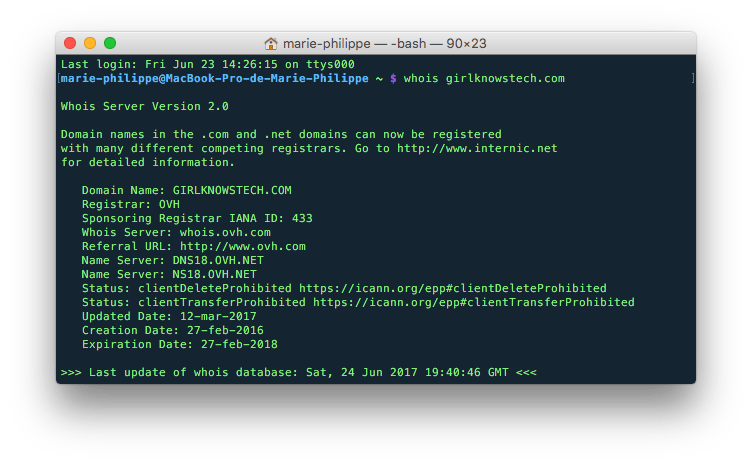 marie-philippe — -bash — 90×23
Last login: Fri Jun 23 14:26:15 on ttys000
[marie-philippe@MacBook-Pro-de-Marie-Philippe ~ $ whois girlknowstech.com ]
Whois Server Version 2.0
Domain names in the .com and .net domains can now be registered
with many different competing registrars. Go to http://www.internic.net
for detailed information.
Domain Name: GIRLKNOWSTECH.COM
Registrar: OVH
Sponsoring Registrar IANA ID: 433
Whois Server: whois.ovh.com
Referral URL: http://www.ovh.com
Name Server: DNS18.OVH.NET
Name Server: NS18.OVH.NET
Status: clientDeleteProhibited https://icann.org/epp#clientDeleteProhibited
Status: clientTransferProhibited https://icann.org/epp#clientTransferProhibited
Updated Date: 12-mar-2017
Creation Date: 27-feb-2016
Expiration Date: 27-feb-2018
>>> Last update of whois database: Sat, 24 Jun 2017 19:40:46 GMT <<<